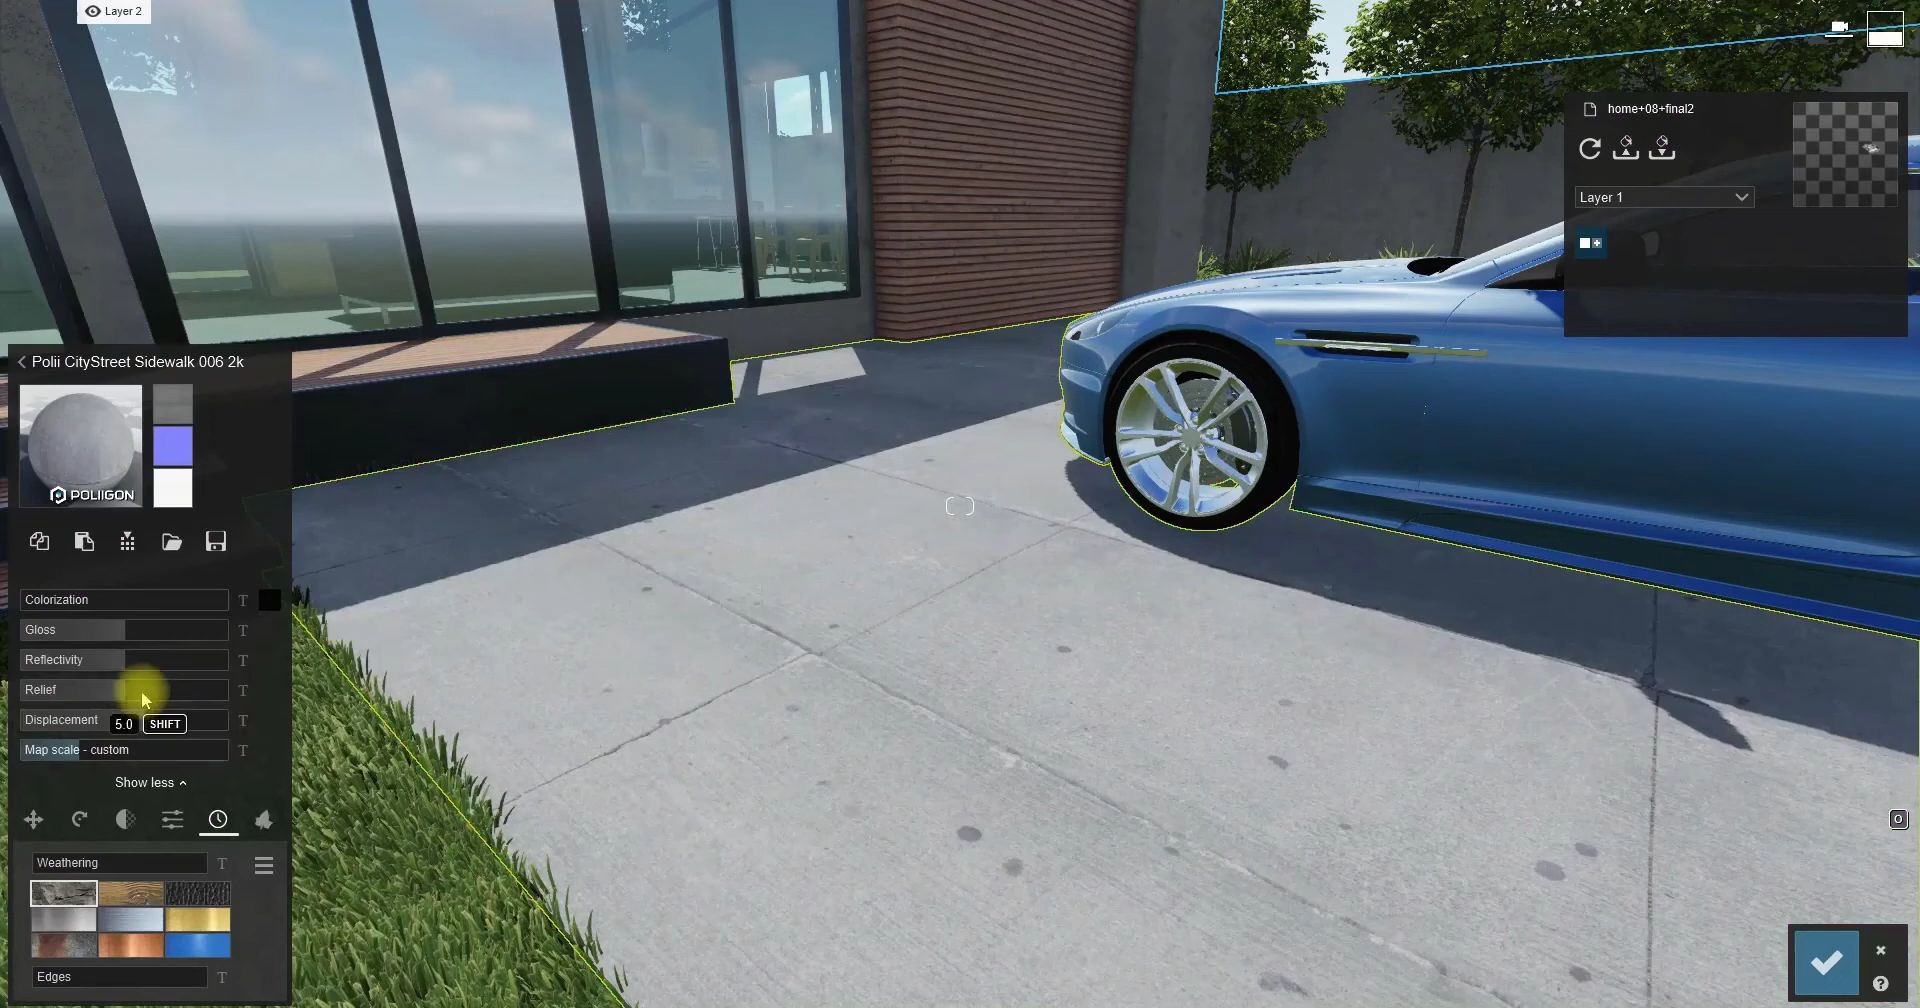 Layer 2
home+08+final2
Layer 1
Polii CityStreet Sidewalk 006 2k
POLIIGON
Colorization
T
Gloss
T
Reflectivity
T
Relief
T
Displacement
T
5.0
SHIFT
Map scale - custom
T
Show less
Weathering
T
Edges
T
O
?